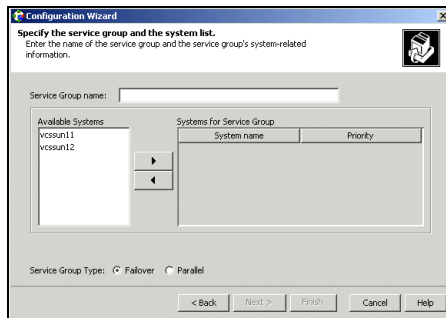 Configuration Wizard
Specify the service group and the system list.
Enter the name of the service group and the service group's system-related
information.
Service Group name:
Available Systems
Systems for Service Group
vcssun11
vcssun12
System name
Priority
Service Group Type: Failover Parallel
< Back Next > Finish Cancel Help